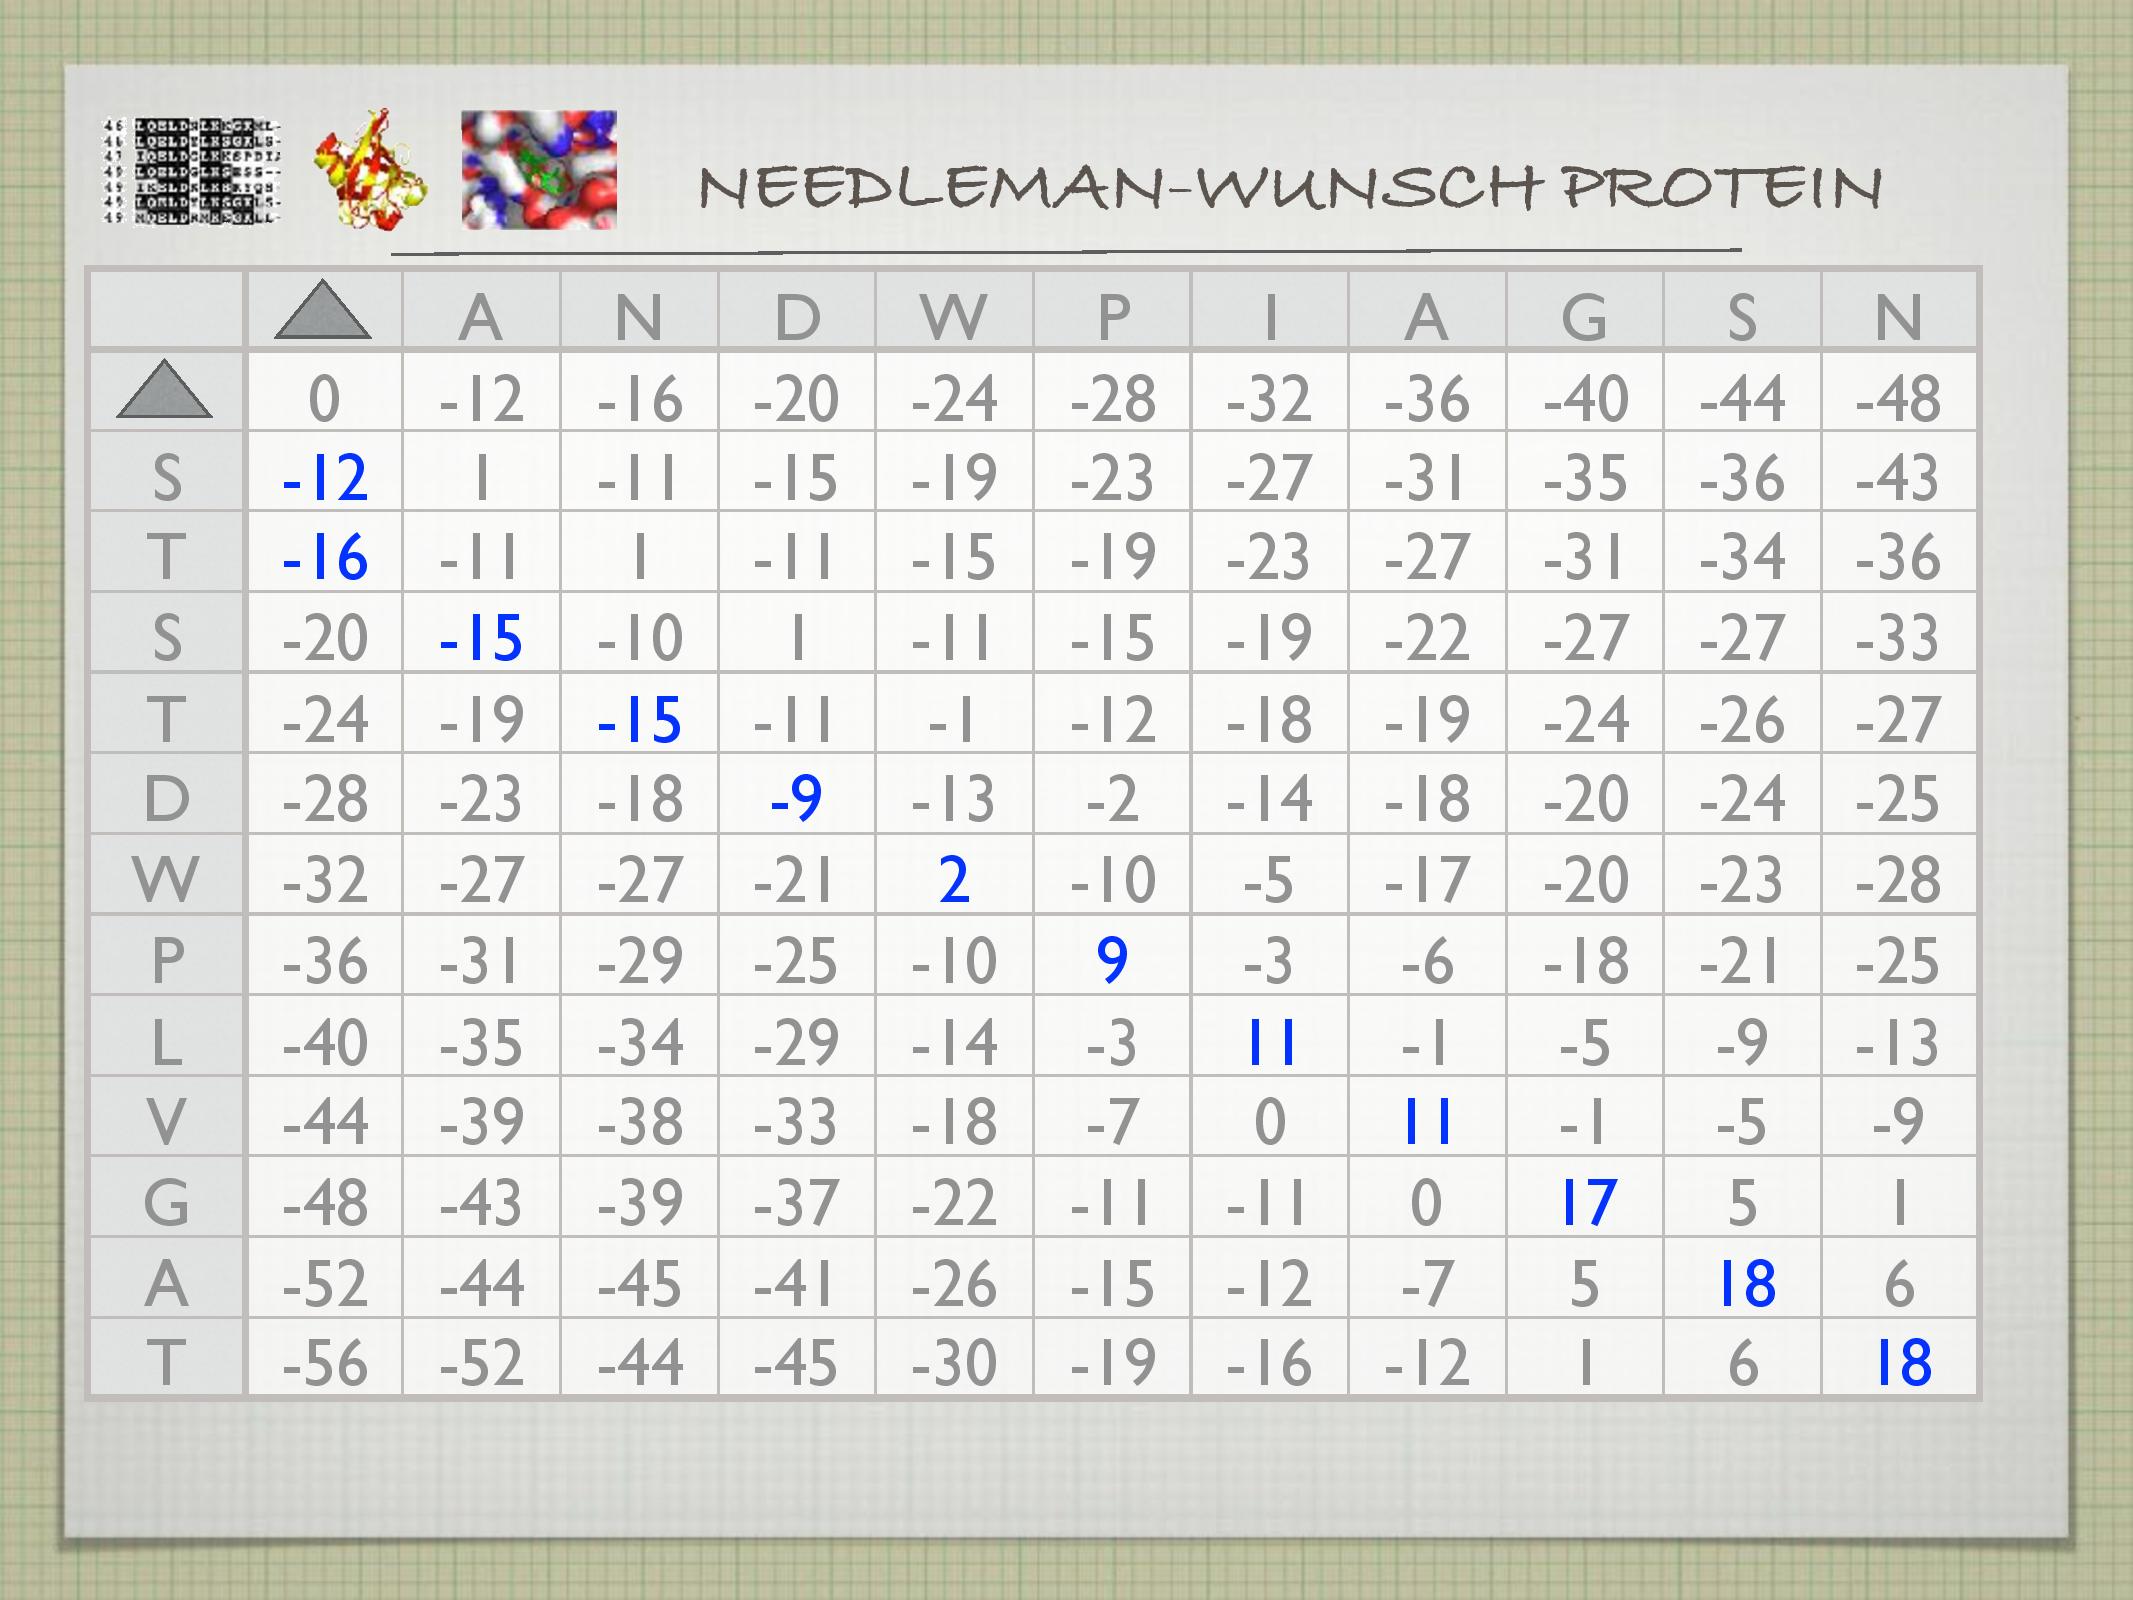 NEEDLEMAN-WUNSCH PROTEIN
A N D W P I A G S N
0 -12 -16 -20 -24 -28 -32 -36 -40 -44 -48
S -12 1 -11 -15 -19 -23 -27 -31 -35 -36 -43
T -16 -11 1 -11 -15 -19 -23 -27 -31 -34 -36
S -20 -15 -10 1 -11 -15 -19 -22 -27 -27 -33
T -24 -19 -15 -11 -1 -12 -18 -19 -24 -26 -27
D -28 -23 -18 -9 -13 -2 -14 -18 -20 -24 -25
W -32 -27 -27 -21 2 -10 -5 -17 -20 -23 -28
P -36 -31 -29 -25 -10 9 -3 -6 -18 -21 -25
L -40 -35 -34 -29 -14 -3 11 -1 -5 -9 -13
V -44 -39 -38 -33 -18 -7 0 11 -1 -5 -9
G -48 -43 -39 -37 -22 -11 -11 0 17 5 1
A -52 -44 -45 -41 -26 -15 -12 -7 5 18 6
T -56 -52 -44 -45 -30 -19 -16 -12 1 6 18